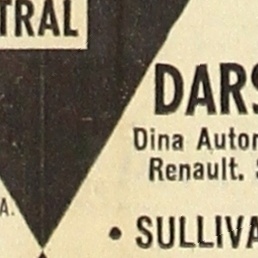 TRAL
DARS
Dina Autor
Renault. S
A.
• SULLIVA